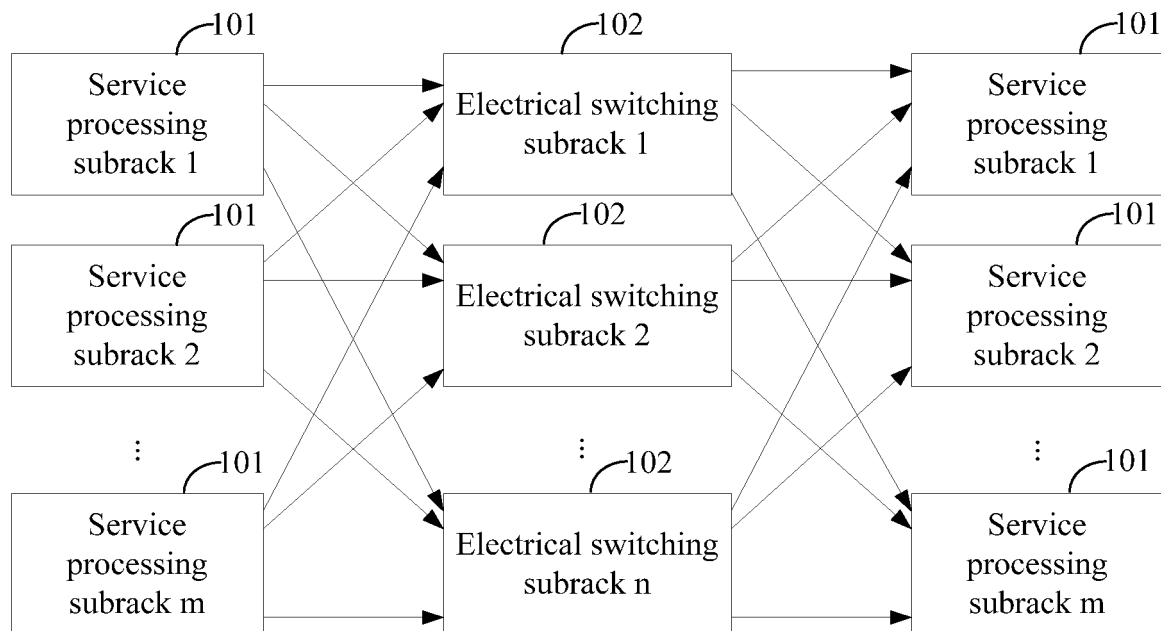 101
102
101
Service
processing
subrack 1
Electrical switching
subrack 1
Service
processing
subrack 1
101
102
101
Service
processing
subrack 2
Electrical switching
subrack 2
Service
processing
subrack 2
...
...
...
101
102
101
Service
processing
subrack m
Electrical switching
subrack n
Service
processing
subrack m